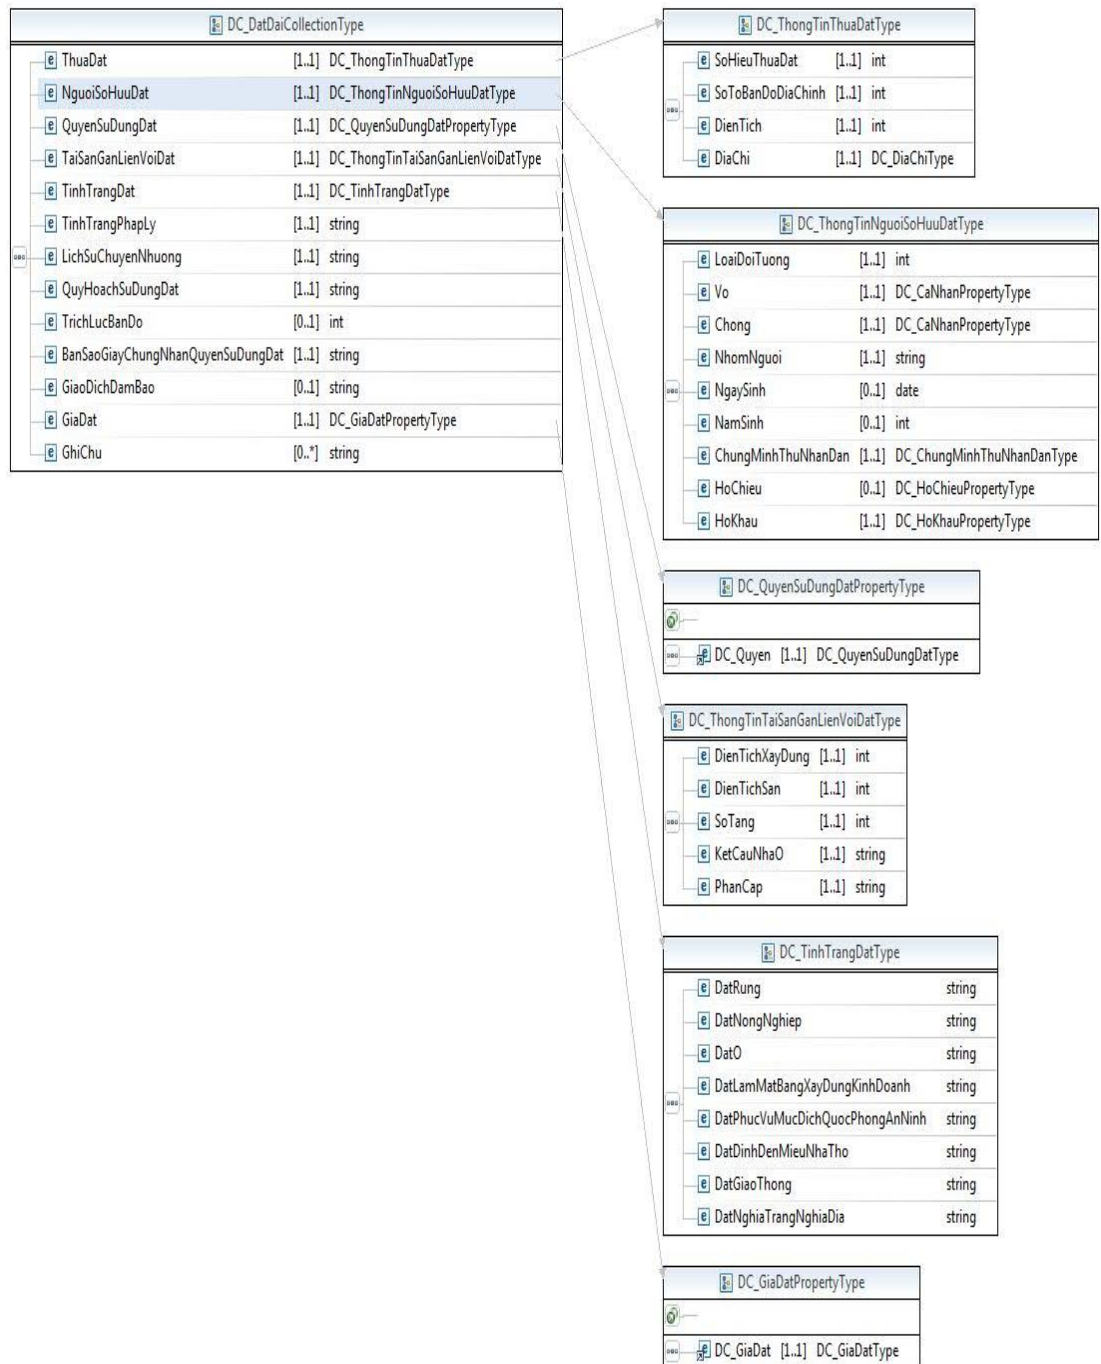 DC_DatDaiCollectionType
ThuaDat [1..1] DC_ThongTinThuaDatType
NguoiSoHuuDat [1..1] DC_ThongTinNguoiSoHuuDatType
QuyenSuDungDat [1..1] DC_QuyenSuDungDatPropertyType
TaiSanGanLienVoiDat [1..1] DC_ThongTinTaiSanGanLienVoiDatType
TinhTrangDat [1..1] DC_TinhTrangDatType
TinhTrangPhapLy [1..1] string
LichSuChuyenNhuong [1..1] string
QuyHoachSuDungDat [1..1] string
TrichLucBanDo [0..1] int
BanSaoGiayChungNhanQuyenSuDungDat [1..1] string
GiaoDichDamBao [0..1] string
GiaDat [1..1] DC_GiaDatPropertyType
GhiChu [0..*] string
DC_ThongTinThuaDatType
SoHieuThuaDat [1..1] int
SoToBanDoDiaChinh [1..1] int
DienTich [1..1] int
DiaChi [1..1] DC_DiaChiType
DC_ThongTinNguoiSoHuuDatType
LoaiDoiTuong [1..1] int
Vo [1..1] DC_CaNhanPropertyType
Chong [1..1] DC_CaNhanPropertyType
NhomNguoi [1..1] string
NgaySinh [0..1] date
NamSinh [0..1] int
ChungMinhThuNhanDan [1..1] DC_ChungMinhThuNhanDanType
HoChieu [0..1] DC_HoChieuPropertyType
HoKhau [1..1] DC_HoKhauPropertyType
DC_QuyenSuDungDatPropertyType
DC_Quyen [1..1] DC_QuyenSuDungDatType
DC_ThongTinTaiSanGanLienVoiDatType
DienTichXayDung [1..1] int
DienTichSan [1..1] int
SoTang [1..1] int
KetCauNhaO [1..1] string
PhanCap [1..1] string
DC_TinhTrangDatType
DatRung string
DatNongNghiep string
DatO string
DatLamMatBangXayDungKinhDoanh string
DatPhucVuMucDichQuocPhongAnNinh string
DatDinhDenMieuNhaTho string
DatGiaoThong string
DatNghiaTrangNghiaDia string
DC_GiaDatPropertyType
DC_GiaDat [1..1] DC_GiaDatType